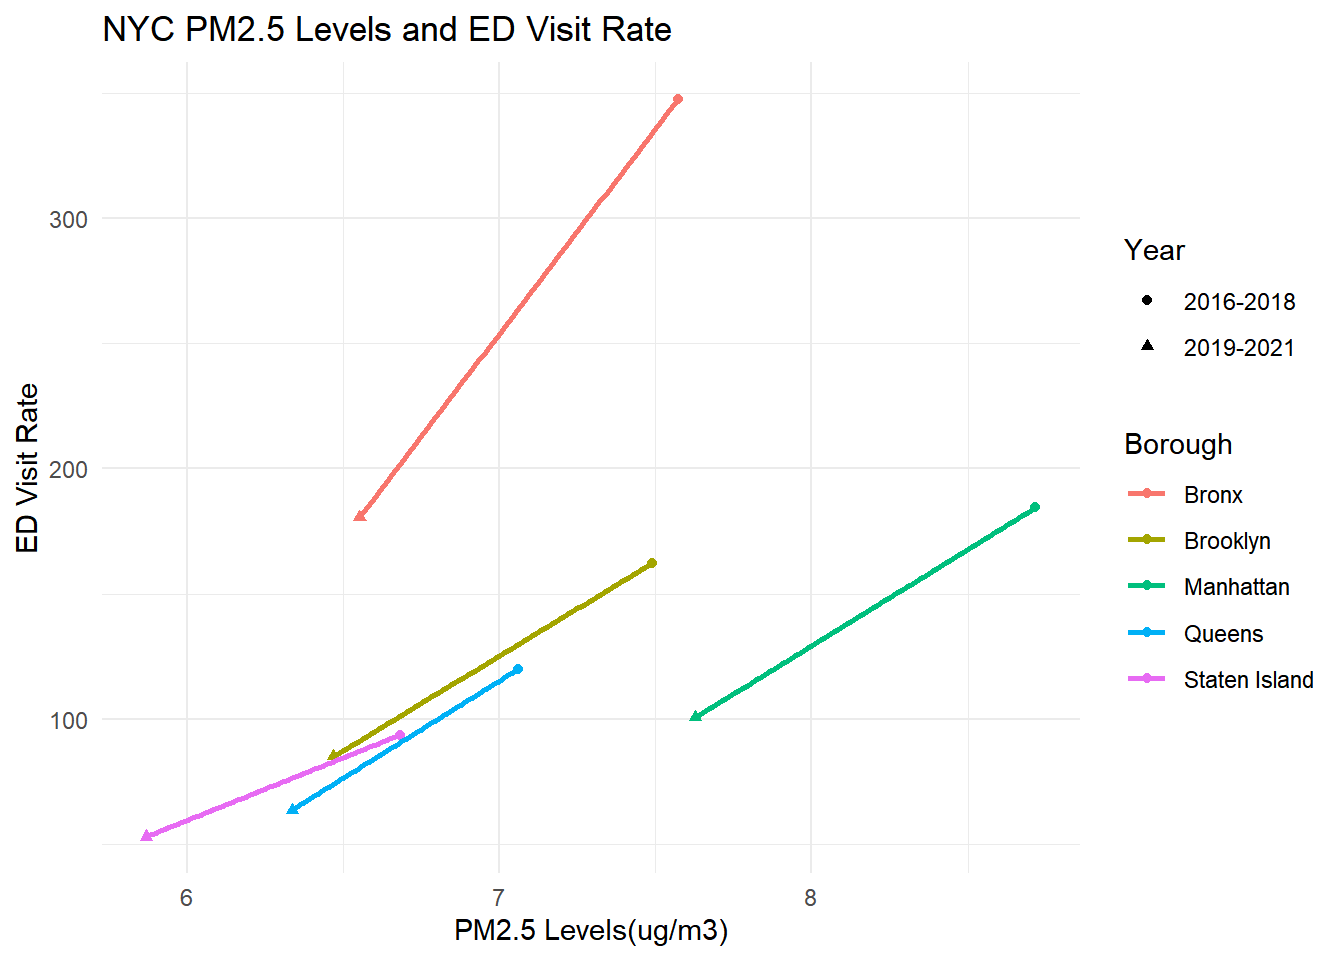 NYC PM2.5 Levels and ED Visit Rate
300
200
100
ED Visit Rate
6
7
8
PM2.5 Levels(ug/m3)
Year
2016-2018
2019-2021
Borough
Bronx
Brooklyn
Manhattan
Queens
Staten Island